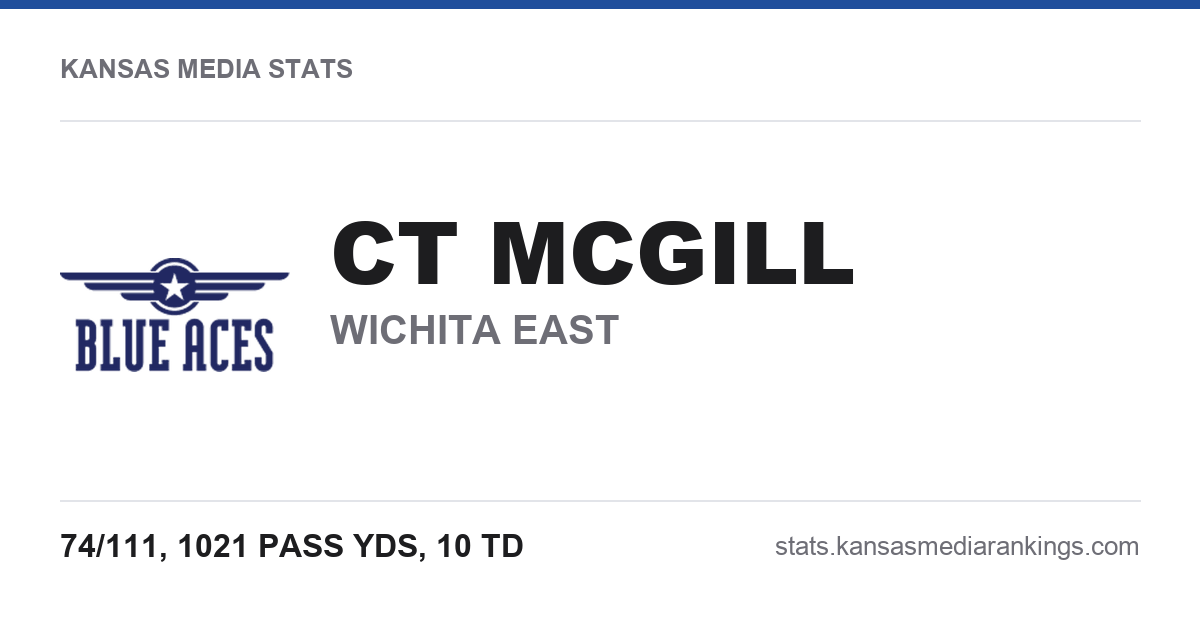 KANSAS MEDIA STATS
CT MCGILL
WICHITA EAST
BLUE ACES
74/111, 1021 PASS YDS, 10 TD
stats.kansasmediarankings.com